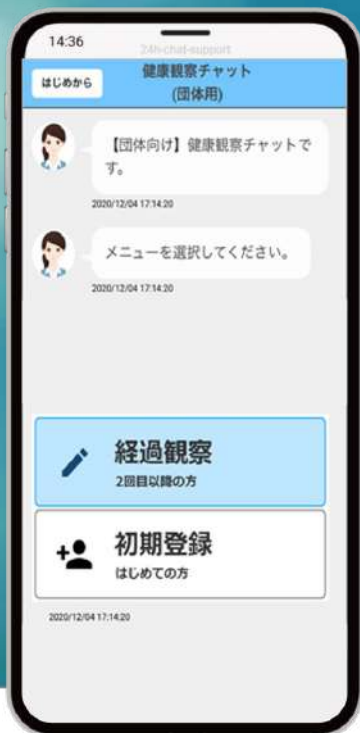 14:36
24h-chat-support
はじめから
健康観察チャット
(団体用)
【団体向け】健康観察チャットで
す。
2020/12/04 17:14:20
メニューを選択してください。
2020/12/04 17:14:20
経過観察
2回目以降の方
初期登録
はじめての方
2020/12/04 17:14:20